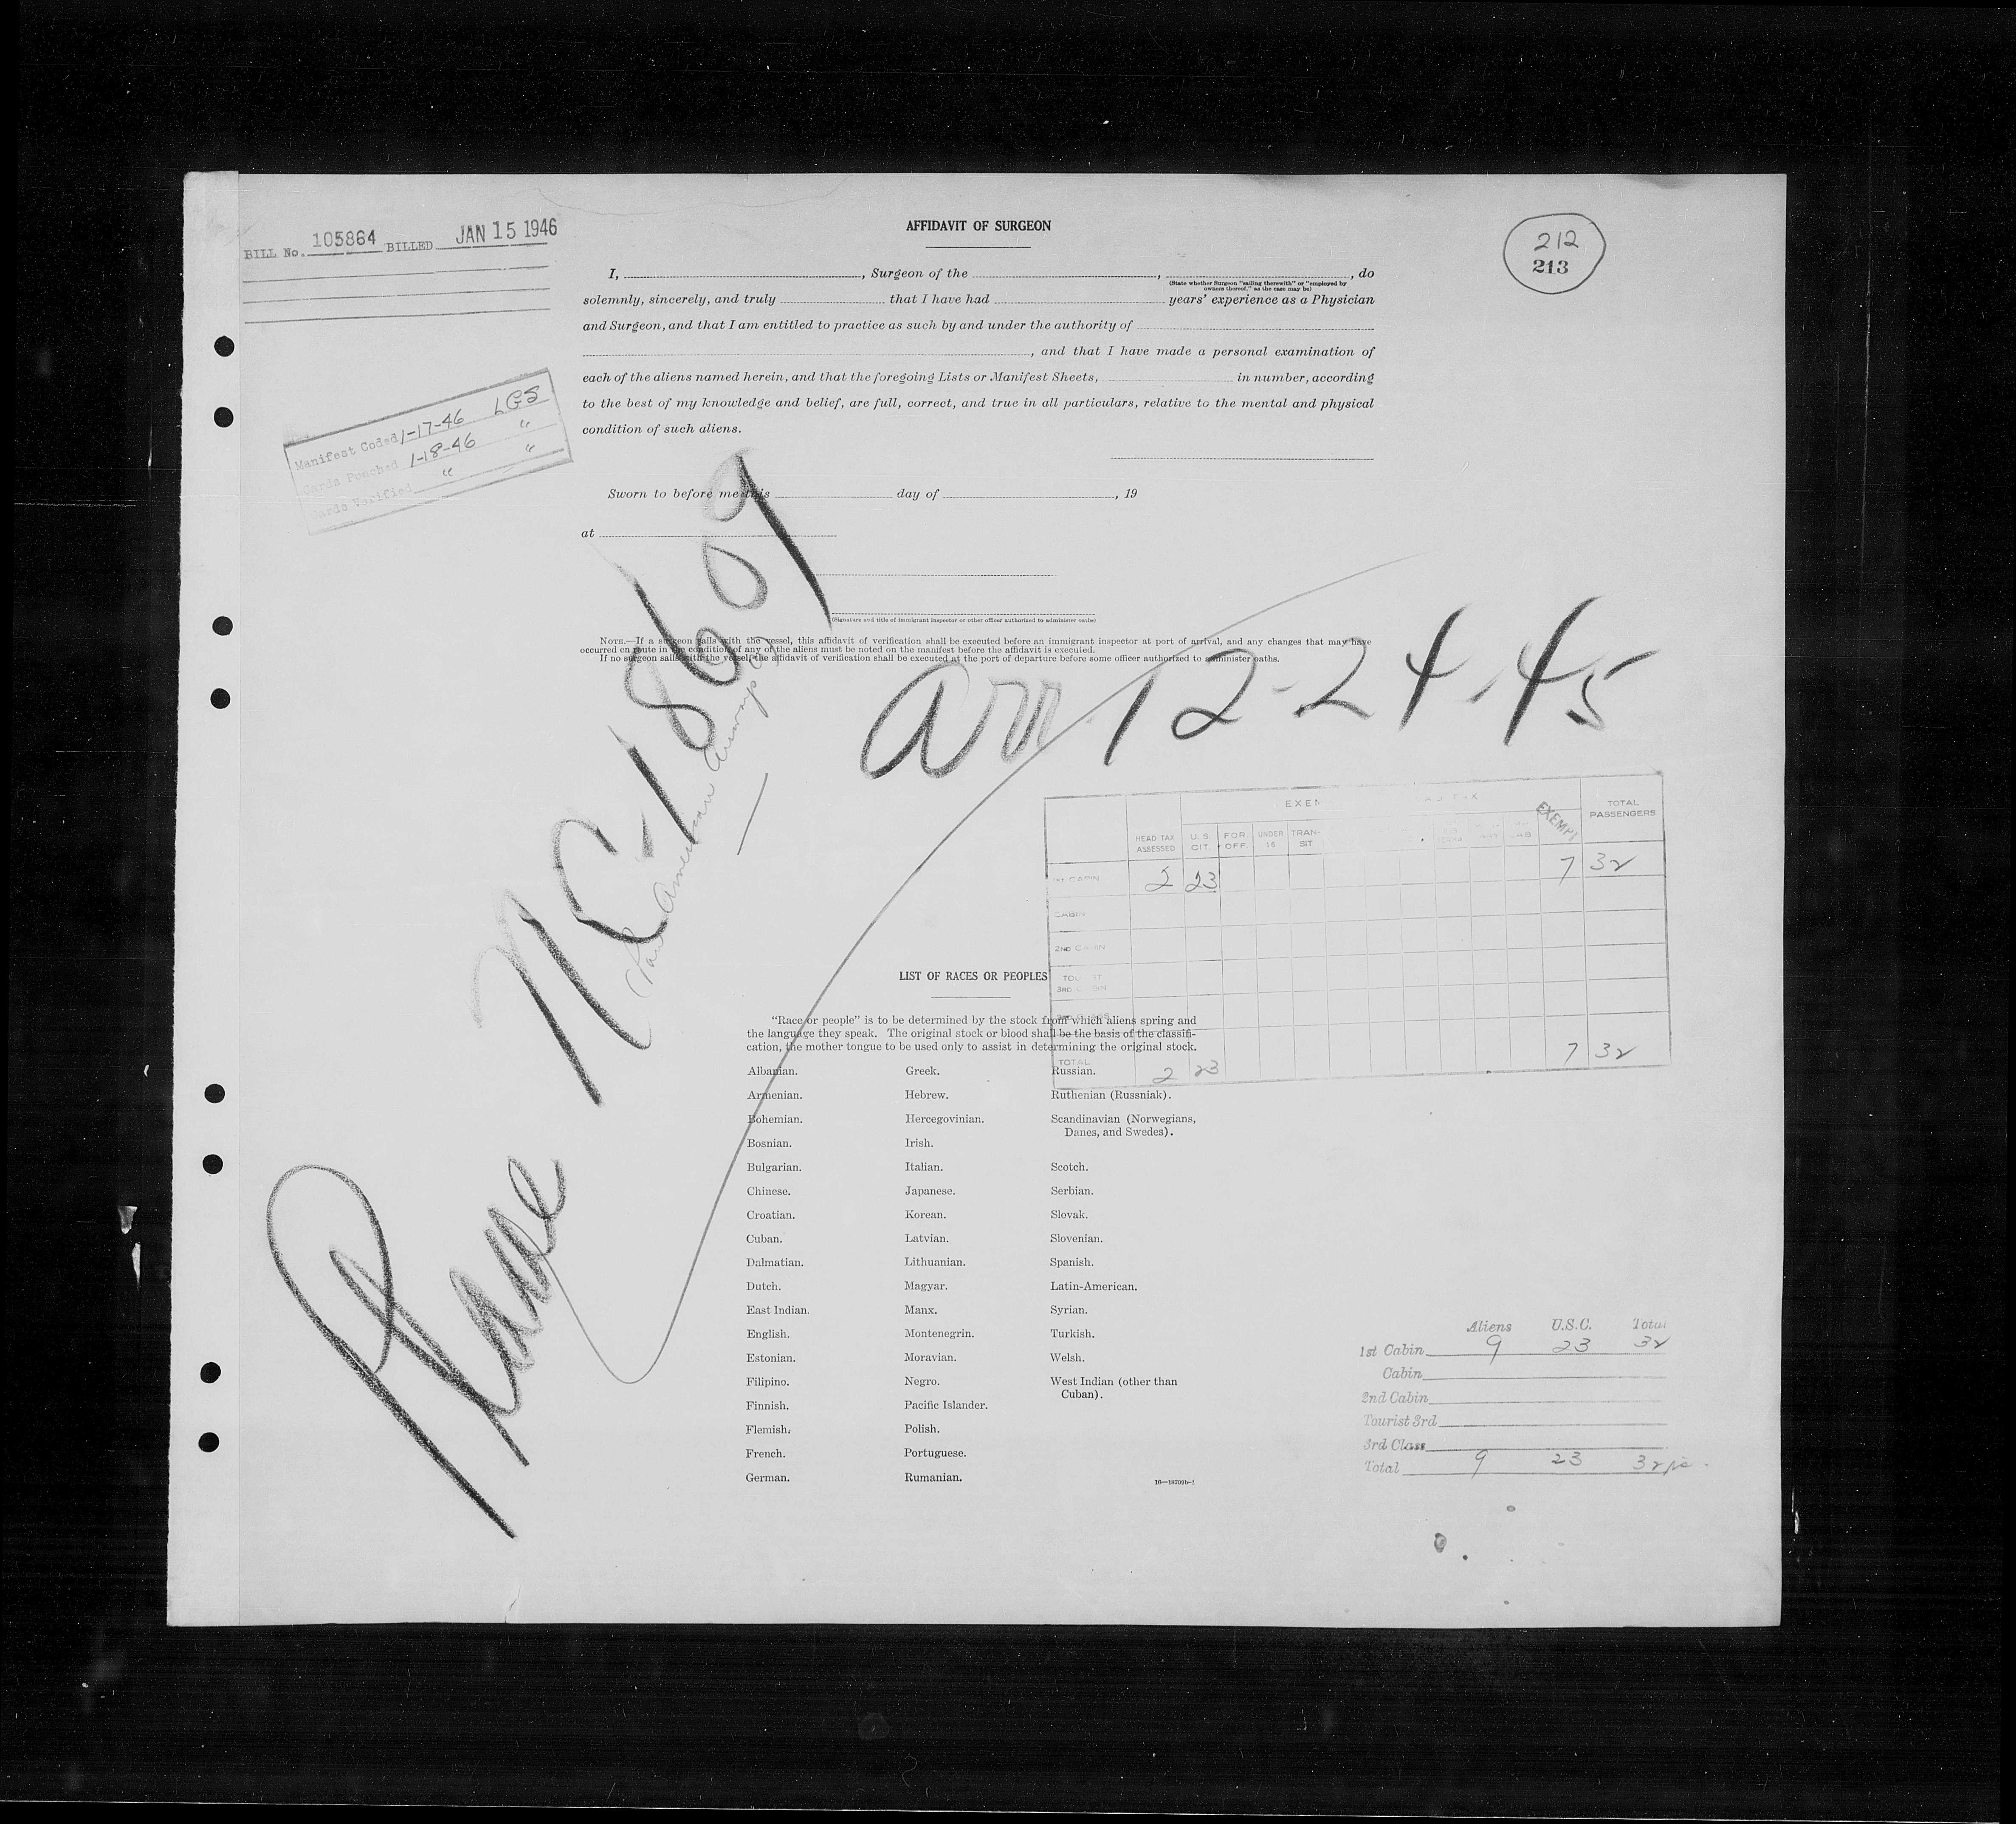 BILL No. 105864 BILLED JAN 15 1946
AFFIDAVIT OF SURGEON
212
213
I, , Surgeon of the , , do
(State whether Surgeon "sailing therewith" or "employed by
owners thereof," as the case may be)
solemnly, sincerely, and truly that I have had years' experience as a Physician
and Surgeon, and that I am entitled to practice as such by and under the authority of
, and that I have made a personal examination of
each of the aliens named herein, and that the foregoing Lists or Manifest Sheets, in number, according
to the best of my knowledge and belief, are full, correct, and true in all particulars, relative to the mental and physical
condition of such aliens.
Manifest Coded 1-17-46 LGS
Cards Punched 1-18-46 "
Cards Verified " "
Sworn to before me this day of , 19
at
(Signature and title of immigrant inspector or other officer authorized to administer oaths)
NOTE.—If a surgeon sails with the vessel, this affidavit of verification shall be executed before an immigrant inspector at port of arrival, and any changes that may have
occurred en route in the condition of any of the aliens must be noted on the manifest before the affidavit is executed.
If no surgeon sails with the vessel, the affidavit of verification shall be executed at the port of departure before some officer authorized to administer oaths.
Plane NC-18609
Pan American Airways
arr 12-24-45
EXEMPT
HEAD TAX ASSESSED U.S. CIT. FOR. OFF. UNDER 16 TRANSIT TOTAL PASSENGERS
1ST CABIN 2 23 7 32
CABIN
2ND CABIN
TOURIST
3RD CABIN
TOTAL 2 23 7 32
LIST OF RACES OR PEOPLES
"Race or people" is to be determined by the stock from which aliens spring and
the language they speak. The original stock or blood shall be the basis of the classifi-
cation, the mother tongue to be used only to assist in determining the original stock.
Albanian. Greek. Russian.
Armenian. Hebrew. Ruthenian (Russniak).
Bohemian. Hercegovinian. Scandinavian (Norwegians,
Danes, and Swedes).
Bosnian. Irish.
Bulgarian. Italian. Scotch.
Chinese. Japanese. Serbian.
Croatian. Korean. Slovak.
Cuban. Latvian. Slovenian.
Dalmatian. Lithuanian. Spanish.
Dutch. Magyar. Latin-American.
East Indian. Manx. Syrian.
English. Montenegrin. Turkish.
Estonian. Moravian. Welsh.
Filipino. Negro. West Indian (other than
Cuban).
Finnish. Pacific Islander.
Flemish. Polish.
French. Portuguese.
German. Rumanian.
Aliens U.S.C. Total
1st Cabin 9 23 32
Cabin
2nd Cabin
Tourist 3rd
3rd Class
Total 9 23 32